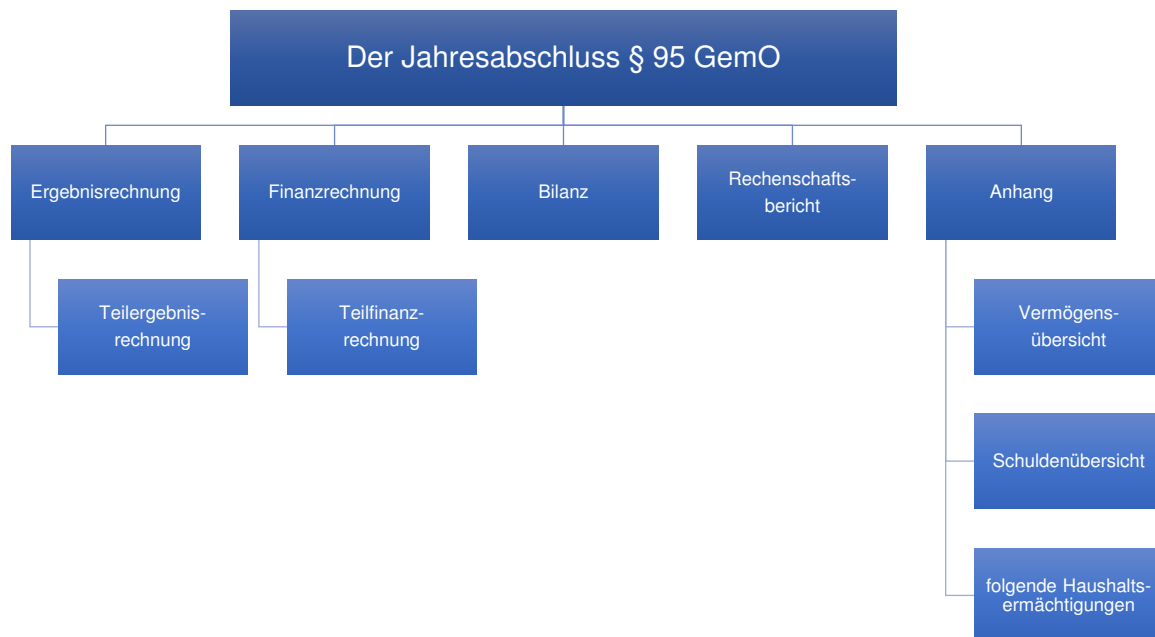 Der Jahresabschluss § 95 GemO
Ergebnisrechnung
Finanzrechnung
Bilanz
Rechenschafts-
bericht
Anhang
Teilergebnis-
rechnung
Teilfinanz-
rechnung
Vermögens-
übersicht
Schuldenübersicht
folgende Haushalts-
ermächtigungen